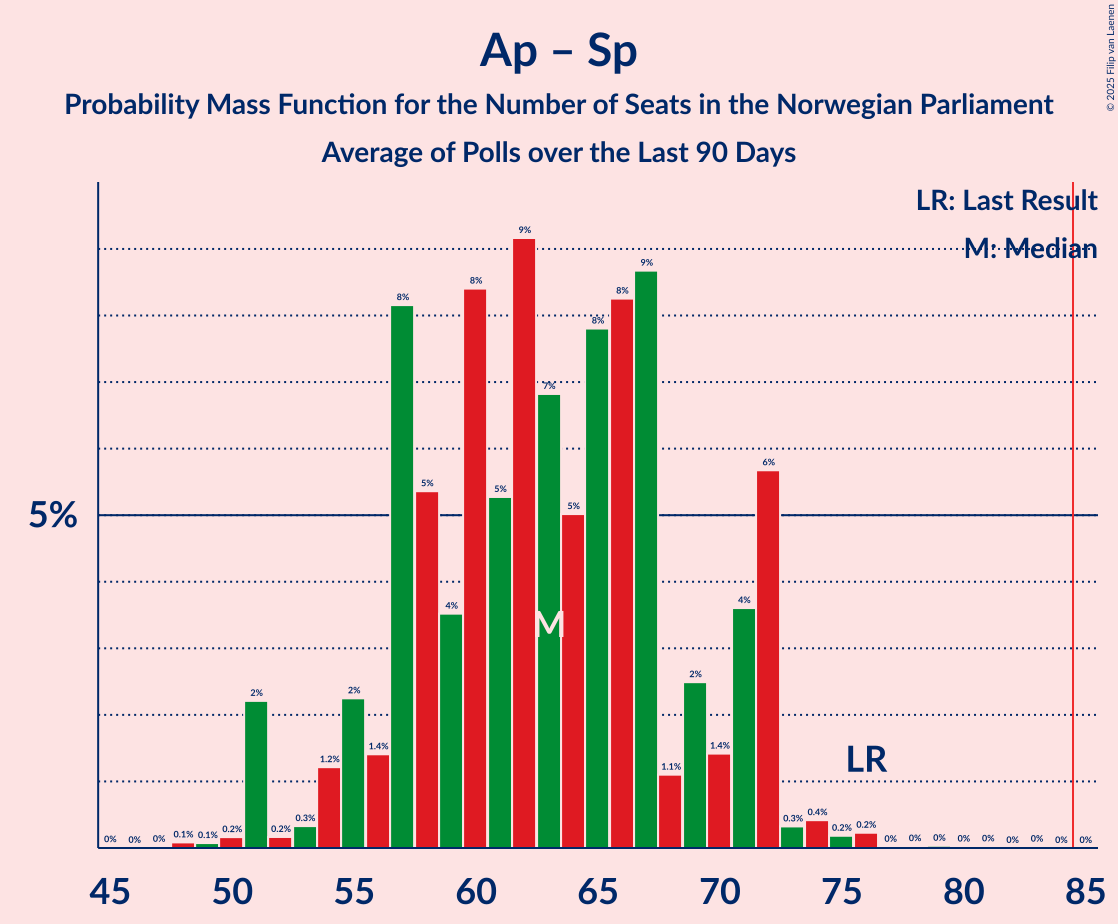 Ap – Sp
Probability Mass Function for the Number of Seats in the Norwegian Parliament
Average of Polls over the Last 90 Days
© 2025 Filip van Laenen
LR: Last Result
M: Median
5%
0% 0% 0% 0.1% 0.1% 0.2% 2% 0.2% 0.3% 1.2% 2% 1.4% 8% 5% 4% 8% 5% 9% 7% 5% 8% 8% 9% 1.1% 2% 1.4% 4% 6% 0.3% 0.4% 0.2% 0.2% 0% 0% 0% 0% 0% 0% 0% 0% 0%
M
LR
45 50 55 60 65 70 75 80 85